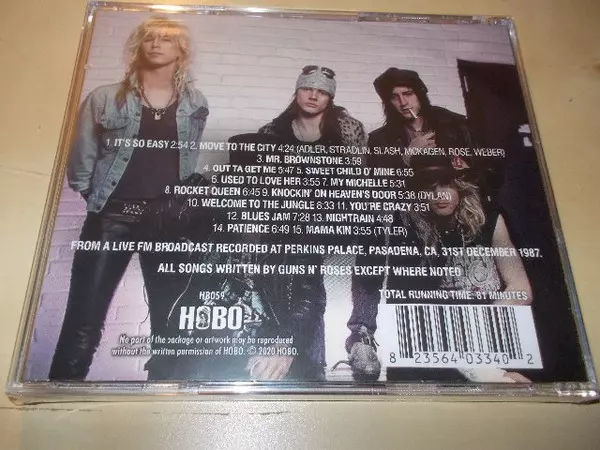 1. IT'S SO EASY 2:54 2. MOVE TO THE CITY 4:24 (ADLER, STRADLIN, SLASH, MCKAGEN, ROSE, WEBER)
3. MR. BROWNSTONE 3:59
4. OUT TA GET ME 5:47 5. SWEET CHILD O' MINE 6:55
6. USED TO LOVE HER 3:55 7. MY MICHELLE 5:31
8. ROCKET QUEEN 6:45 9. KNOCKIN' ON HEAVEN'S DOOR 5:38 (DYLAN)
10. WELCOME TO THE JUNGLE 8:33 11. YOU'RE CRAZY 3:51
12. BLUES JAM 7:28 13. NIGHTRAIN 4:48
14. PATIENCE 6:49 15. MAMA KIN 3:55 (TYLER)
FROM A LIVE FM BROADCAST RECORDED AT PERKINS PALACE, PASADENA, CA, 31ST DECEMBER 1987.
ALL SONGS WRITTEN BY GUNS N' ROSES EXCEPT WHERE NOTED
HB059
TOTAL RUNNING TIME: 81 MINUTES
HOBO
No part of the package or artwork may be reproduced
without the written permission of HOBO. © 2020 HOBO.
8 23564 03340 2